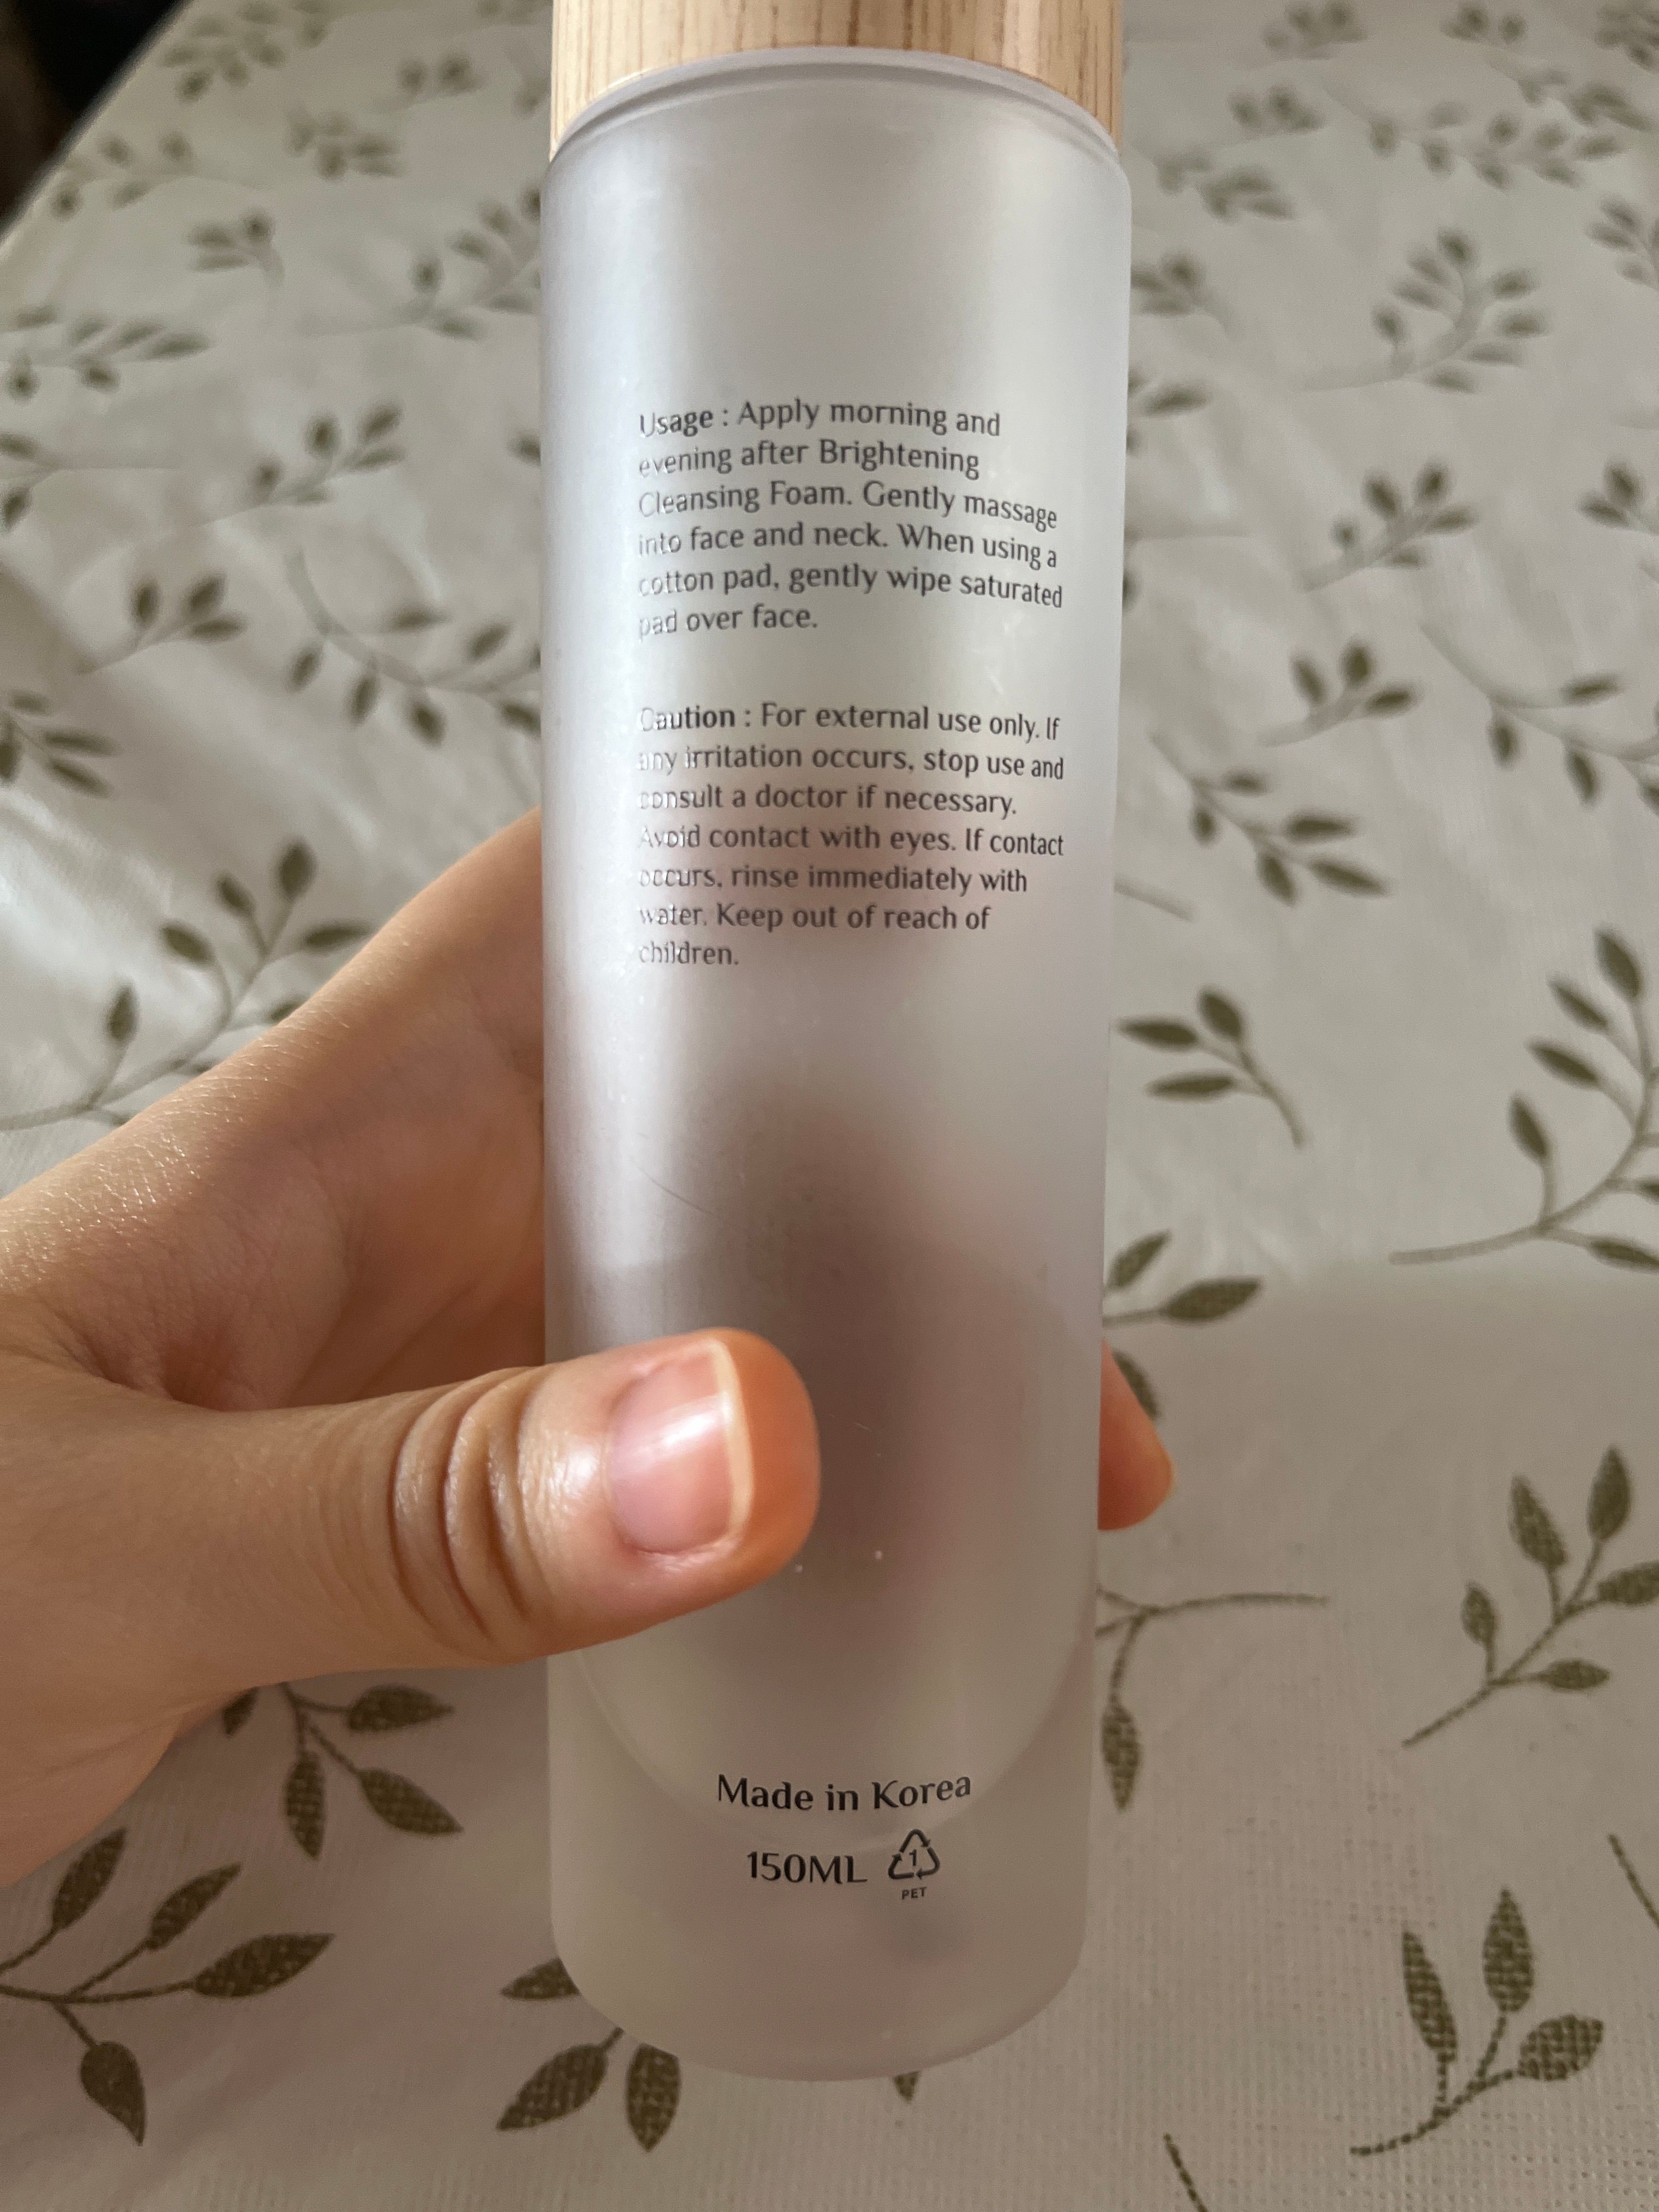 Usage : Apply morning and
evening after Brightening
Cleansing Foam. Gently massage
into face and neck. When using a
cotton pad, gently wipe saturated
pad over face.
Caution : For external use only. If
any irritation occurs, stop use and
consult a doctor if necessary.
Avoid contact with eyes. If contact
occurs, rinse immediately with
water. Keep out of reach of
children.
Made in Korea
150ML 1
PET